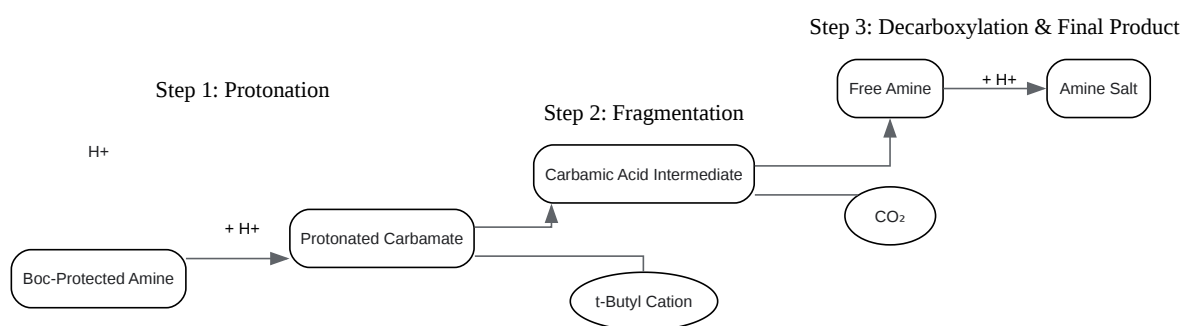 Step 3: Decarboxylation & Final Product
Step 1: Protonation
Free Amine
+ H+
Amine Salt
Step 2: Fragmentation
H+
Carbamic Acid Intermediate
CO₂
+ H+
Protonated Carbamate
Boc-Protected Amine
t-Butyl Cation